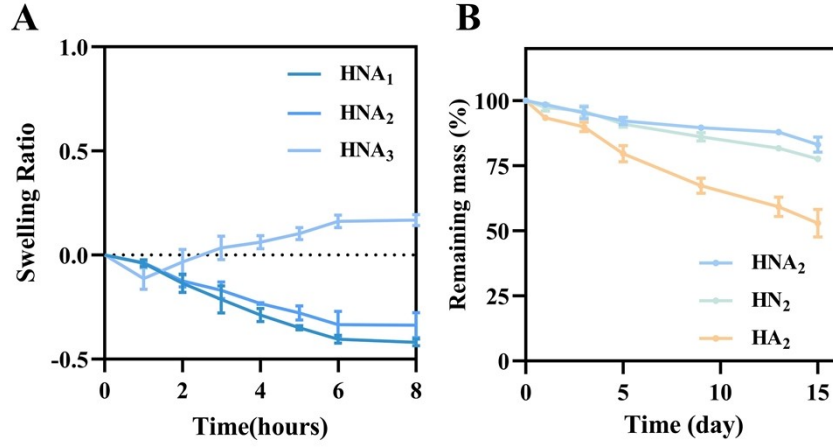 A
1.0
0.5
0.0
-0.5
Swelling Ratio
HNA₁
HNA₂
HNA₃
0 2 4 6 8
Time(hours)
B
100
75
50
25
0
Remaining mass (%)
HNA₂
HN₂
HA₂
0 5 10 15
Time (day)